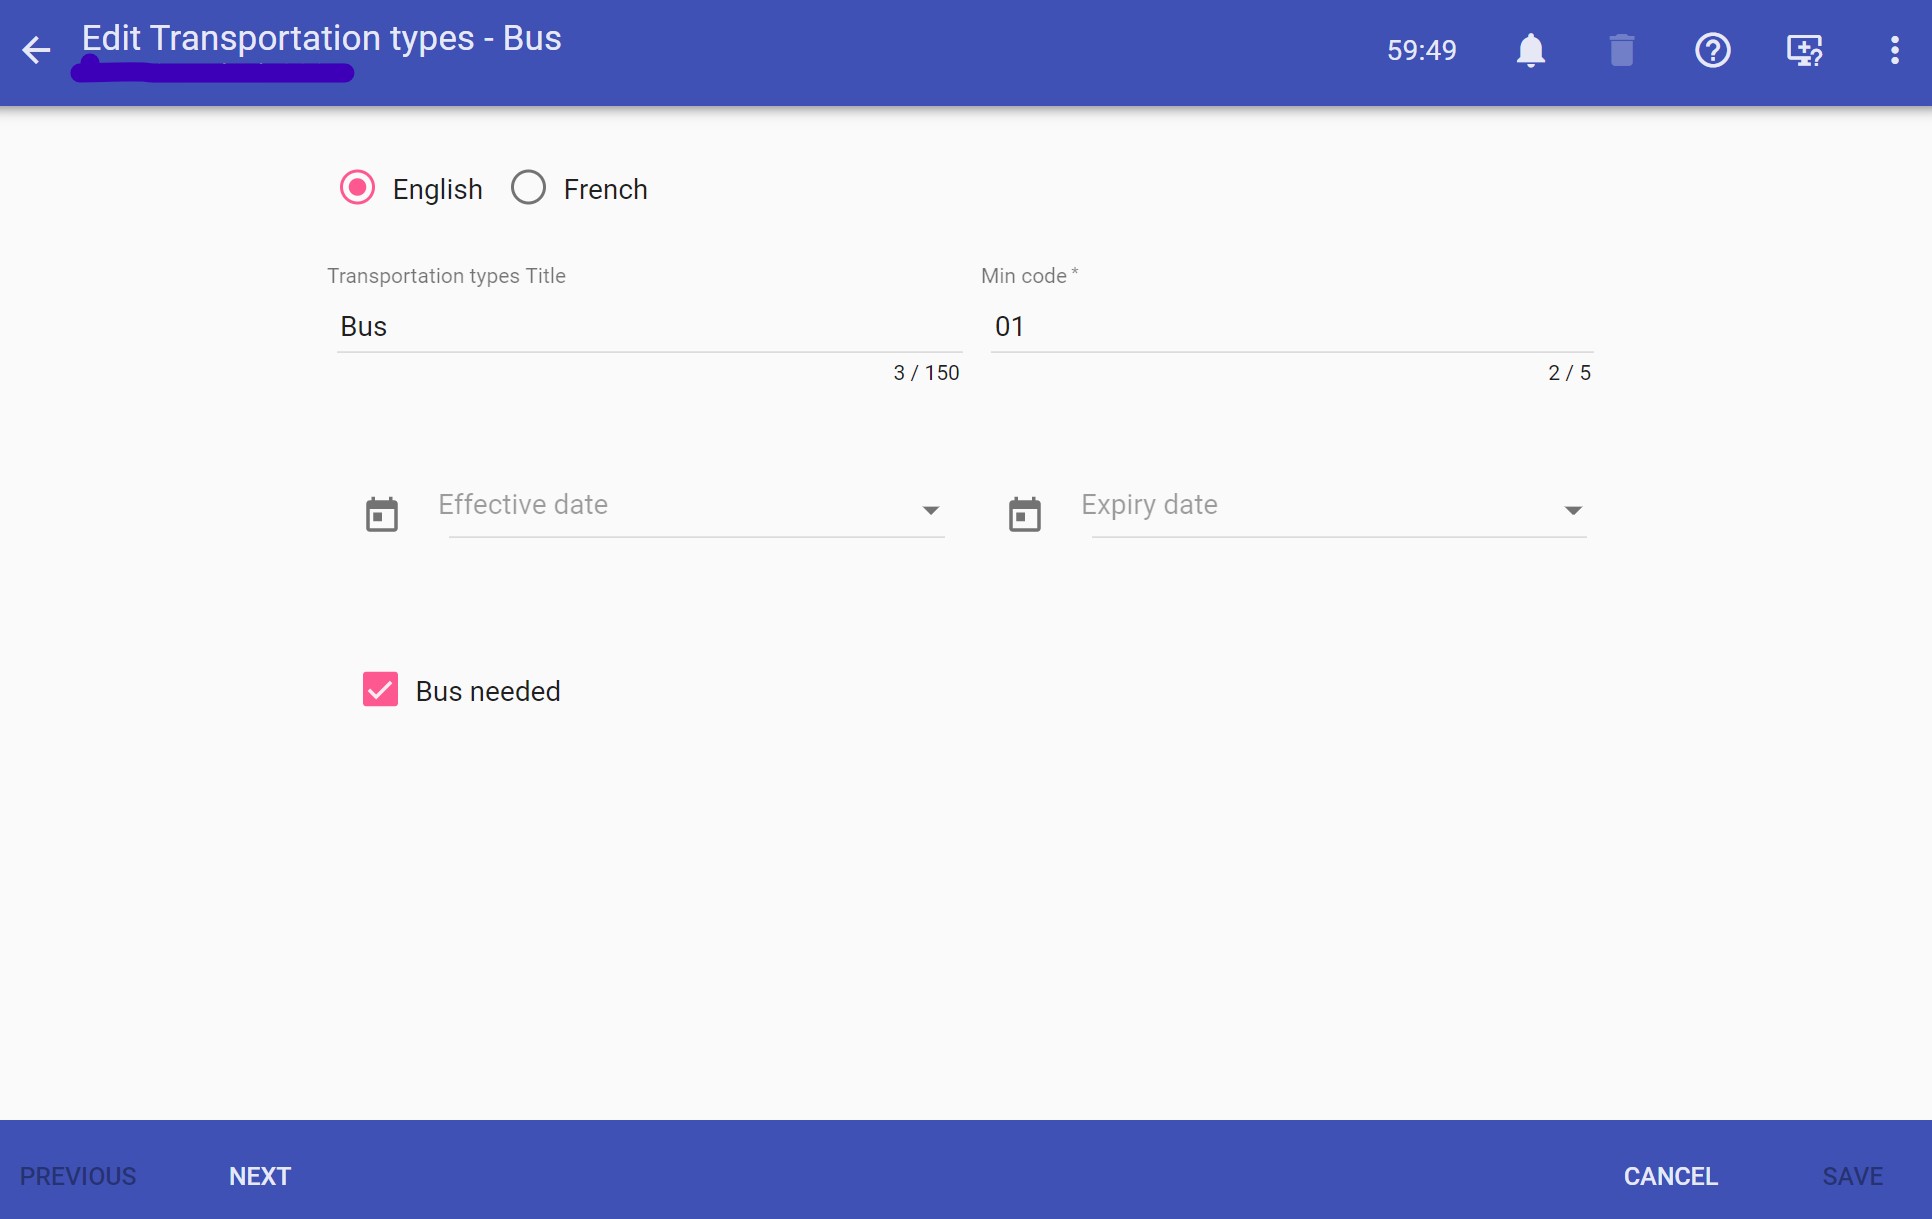 Edit Transportation types - Bus
59:49
English
French
Transportation types Title
Min code *
Bus
01
3 / 150
2 / 5
Effective date
Expiry date
Bus needed
PREVIOUS
NEXT
CANCEL
SAVE